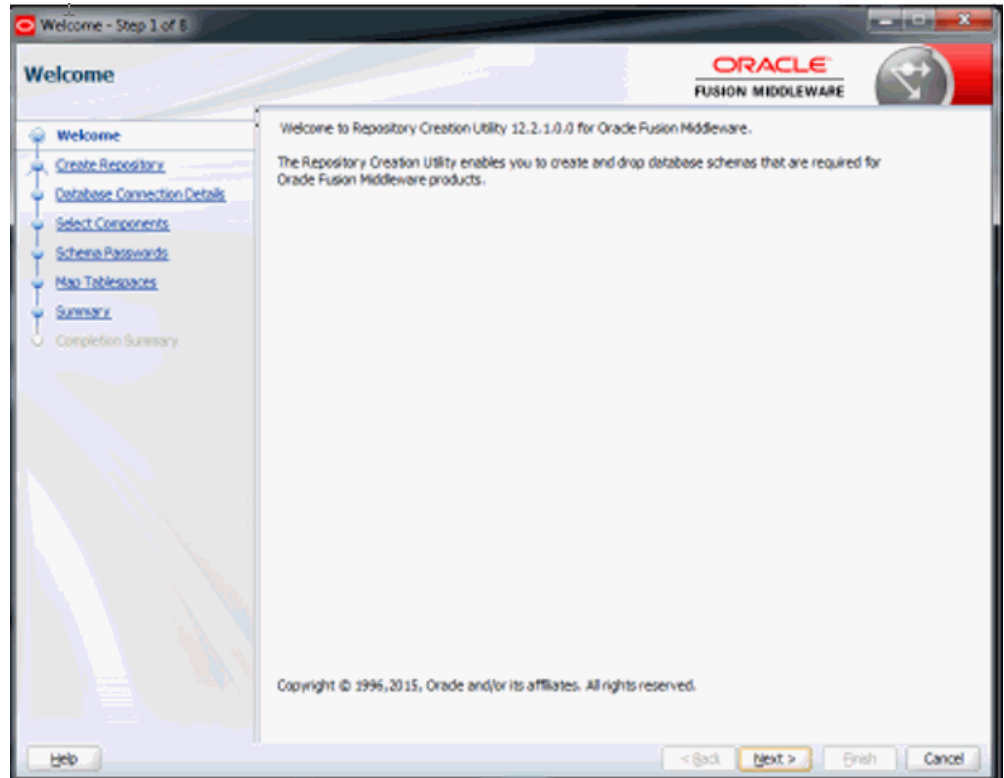 Welcome - Step 1 of 8
Welcome
ORACLE
FUSION MIDDLEWARE
Welcome
Create Repository
Database Connection Details
Select Components
Schema Passwords
Map Tablespaces
Summary
Completion Summary
Welcome to Repository Creation Utility 12.2.1.0.0 for Oracle Fusion Middleware.
The Repository Creation Utility enables you to create and drop database schemas that are required for
Oracle Fusion Middleware products.
Copyright © 1996,2015, Oracle and/or its affiliates. All rights reserved.
Help
< Back
Next >
Finish
Cancel